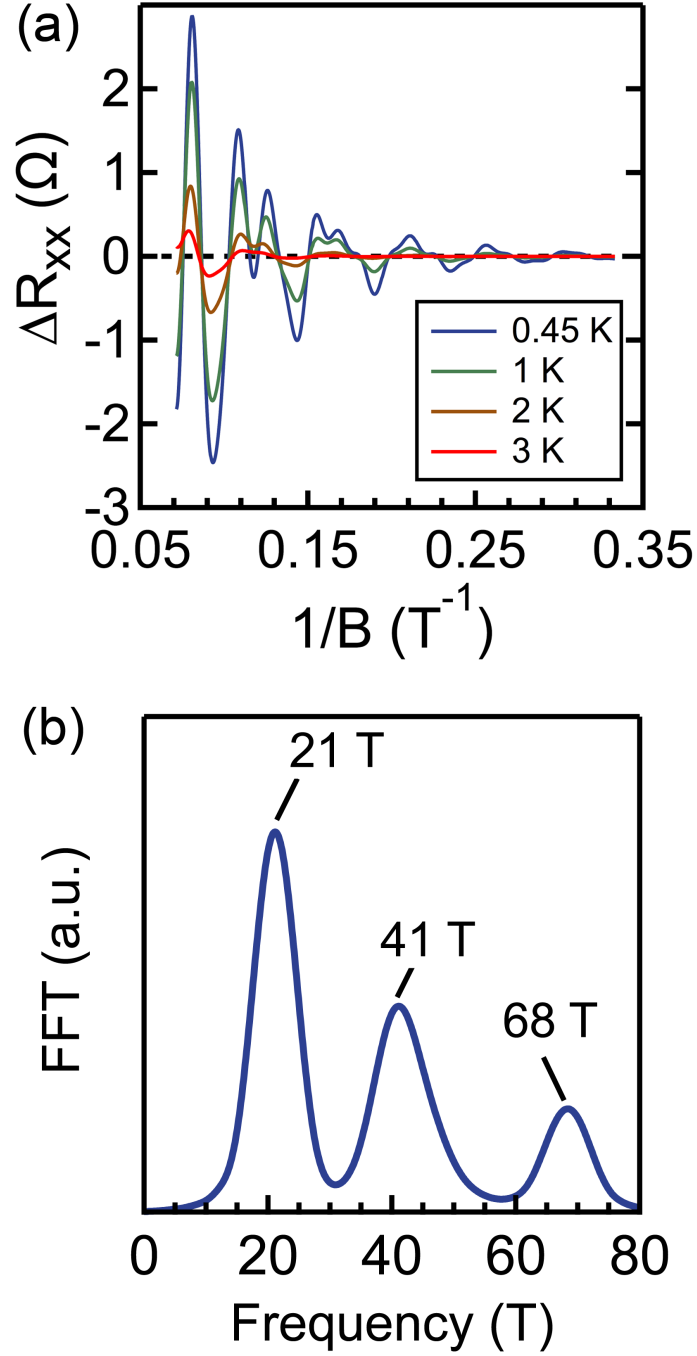 (a)
ΔRxx (Ω)
2
1
0
-1
-2
-3
0.45 K
1 K
2 K
3 K
0.05 0.15 0.25 0.35
1/B (T⁻¹)
(b)
21 T
41 T
68 T
FFT (a.u.)
0 20 40 60 80
Frequency (T)